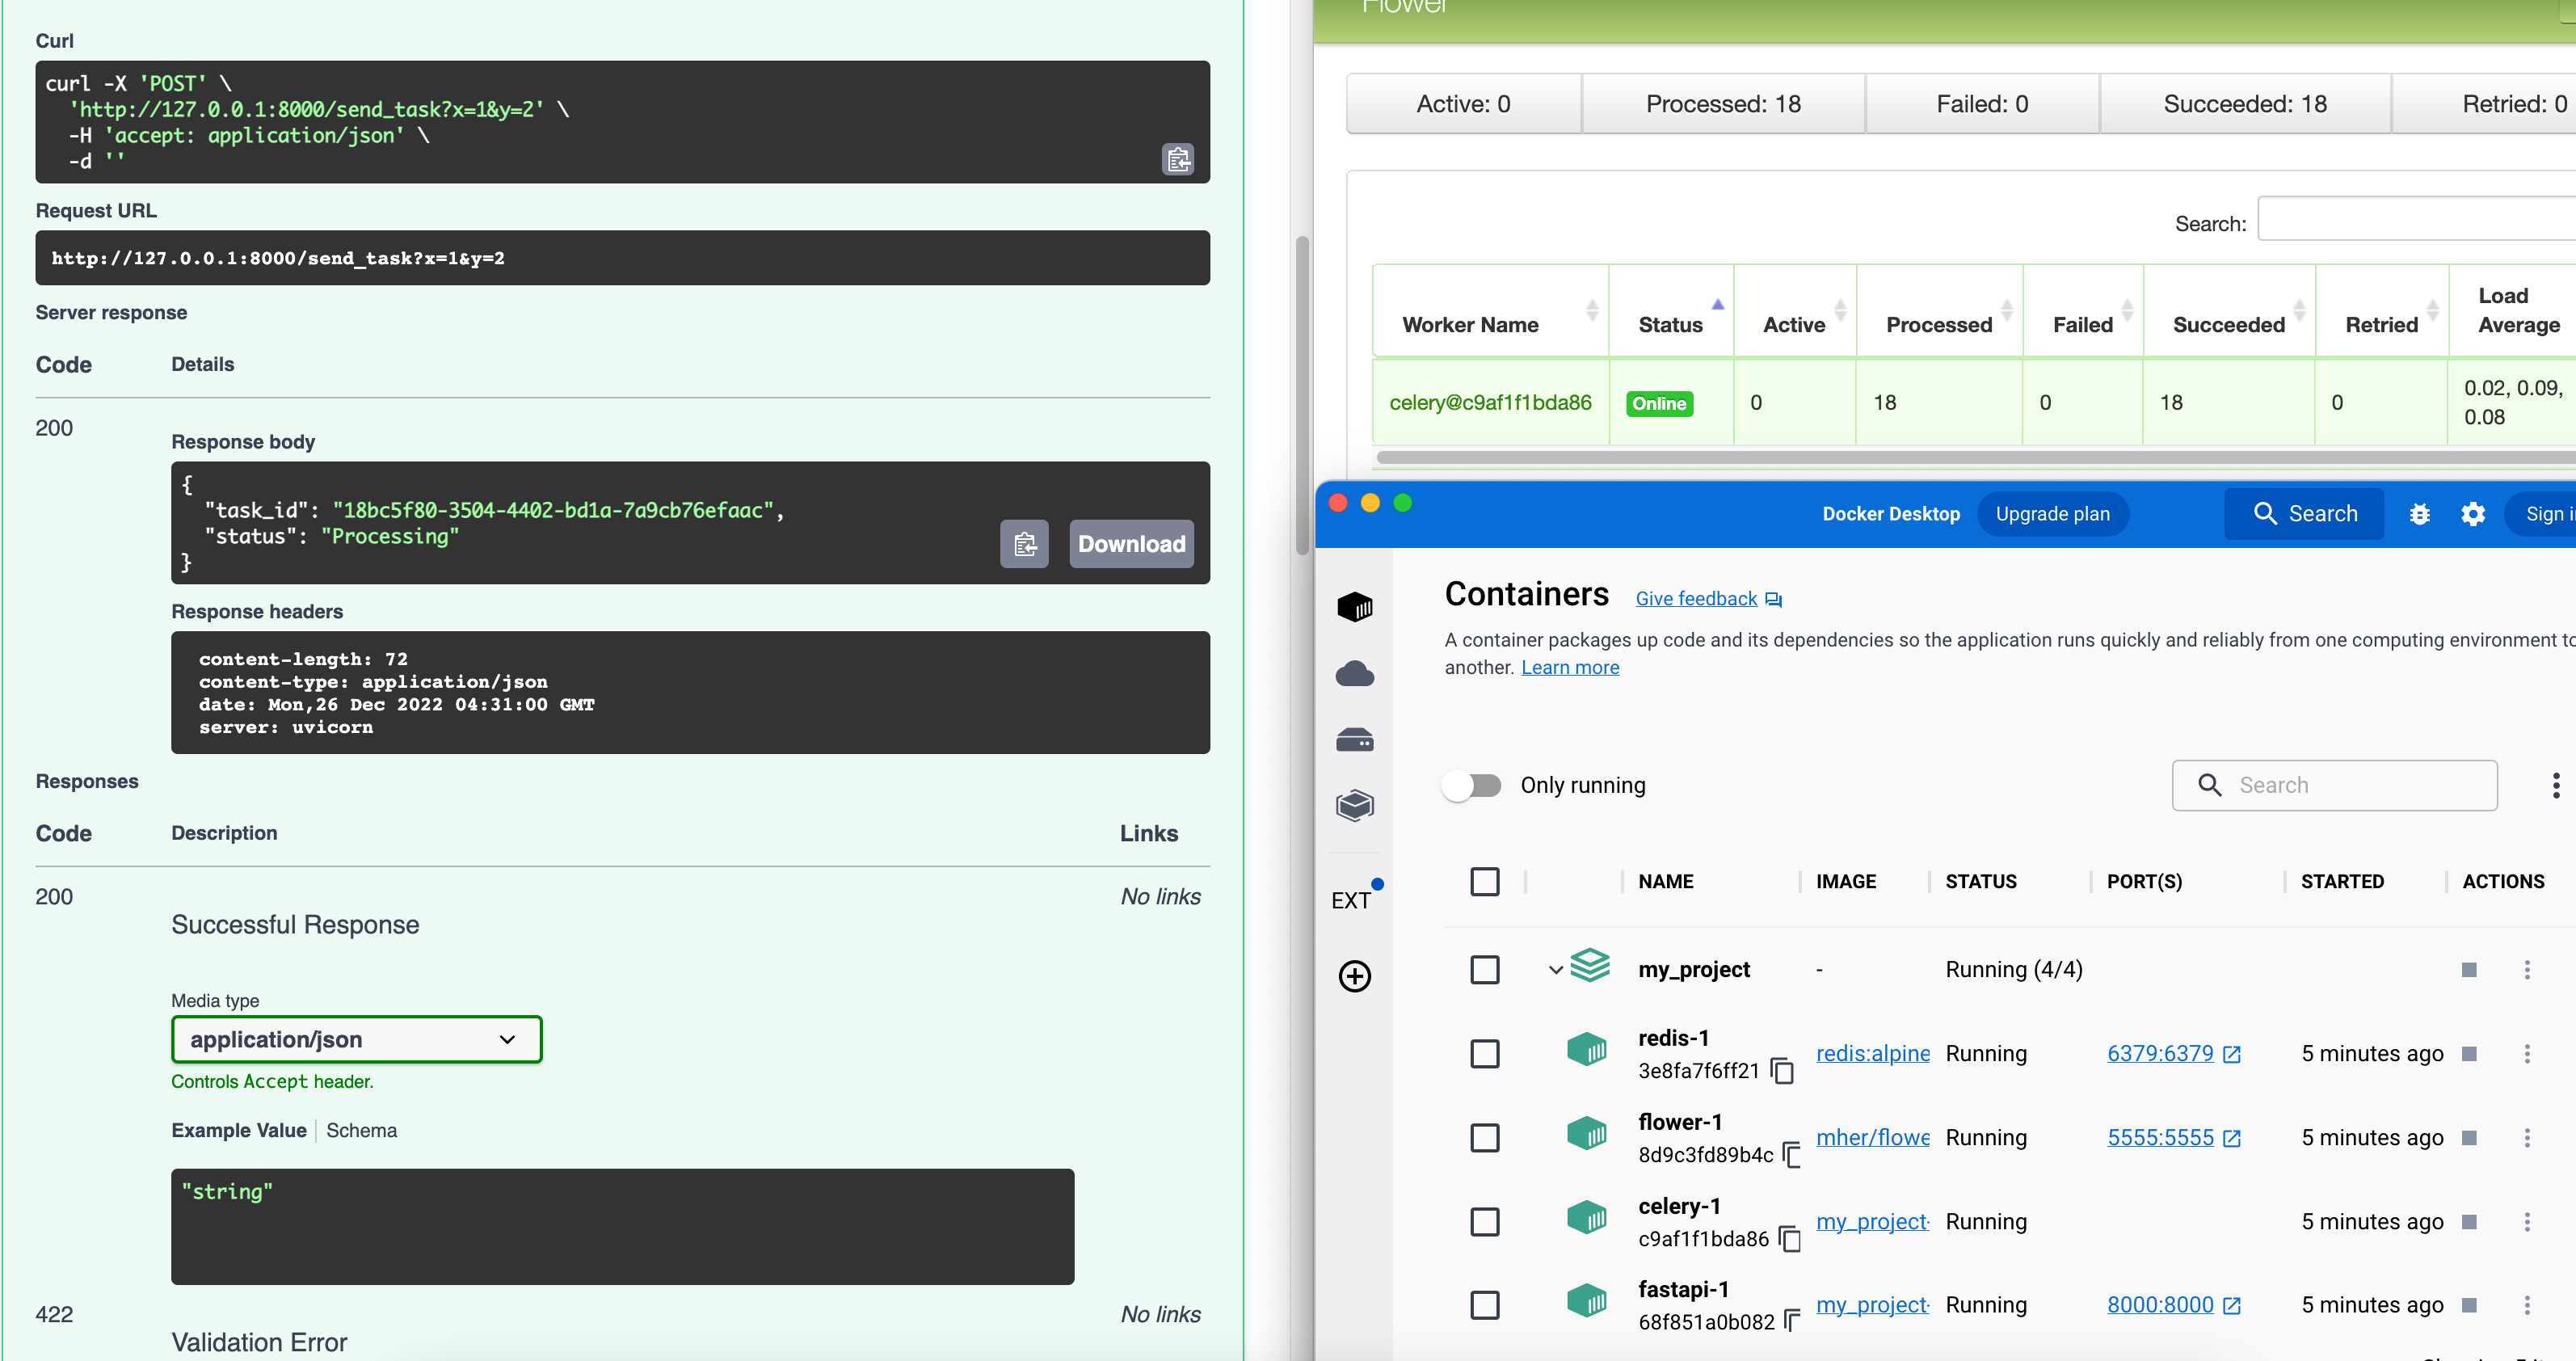 Curl
curl -X 'POST' \
'http://127.0.0.1:8000/send_task?x=1&y=2' \
-H 'accept: application/json' \
-d ''
Request URL
http://127.0.0.1:8000/send_task?x=1&y=2
Server response
Code Details
200
Response body
{
"task_id": "18bc5f80-3504-4402-bd1a-7a9cb76efaac",
"status": "Processing"
}
Download
Response headers
content-length: 72
content-type: application/json
date: Mon,26 Dec 2022 04:31:00 GMT
server: uvicorn
Responses
Code Description Links
200
Successful Response
No links
Media type
application/json
Controls Accept header.
Example Value Schema
"string"
422
Validation Error
No links
Flower
Active: 0 Processed: 18 Failed: 0 Succeeded: 18 Retried: 0
Search:
Worker Name Status Active Processed Failed Succeeded Retried Load Average
celery@c9af1f1bda86 Online 0 18 0 18 0 0.02, 0.09,
0.08
Docker Desktop Upgrade plan Search Sign i
Containers Give feedback
A container packages up code and its dependencies so the application runs quickly and reliably from one computing environment to
another. Learn more
Only running Search
EXT
NAME IMAGE STATUS PORT(S) STARTED ACTIONS
my_project - Running (4/4)
redis-1
3e8fa7f6ff21 redis:alpine Running 6379:6379 5 minutes ago
flower-1
8d9c3fd89b4c mher/flowe Running 5555:5555 5 minutes ago
celery-1
c9af1f1bda86 my_project- Running 5 minutes ago
fastapi-1
68f851a0b082 my_project- Running 8000:8000 5 minutes ago